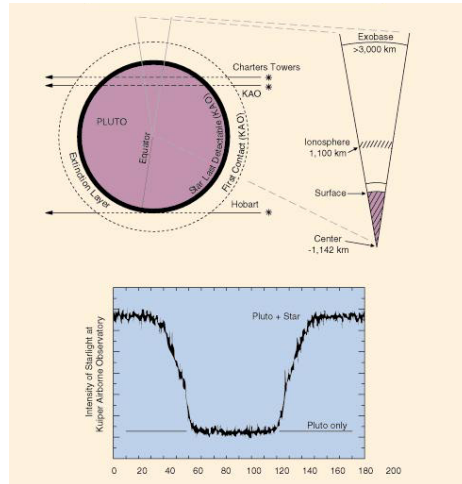 Exobase
>3,000 km
Charters Towers
KAO
PLUTO
Equator
Star Last Detectable (KAO)
First Contact (KAO)
Extinction Layer
Hobart
Ionosphere
1,100 km
Surface
Center
-1,142 km
Intensity of Starlight at
Kuiper Airborne Observatory
Pluto + Star
Pluto only
0 20 40 60 80 100 120 140 160 180 200